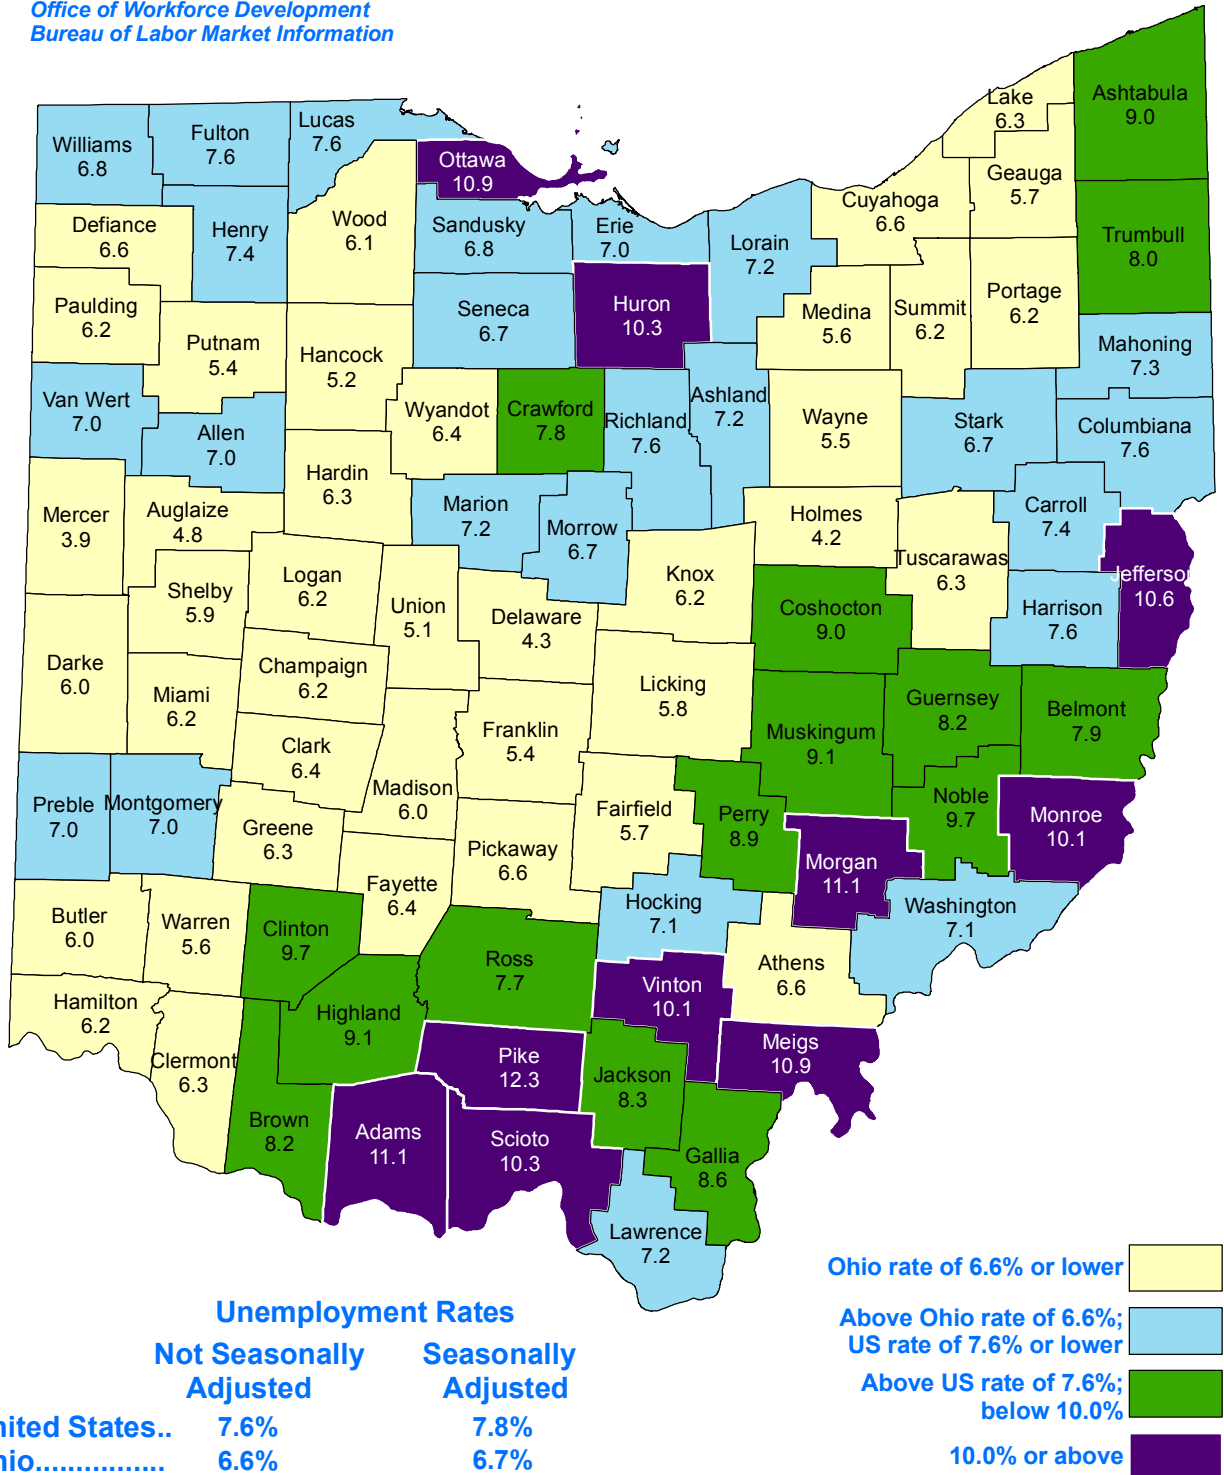 Office of Workforce Development
Bureau of Labor Market Information
Lake
6.3
Ashtabula
9.0
Williams
6.8
Fulton
7.6
Lucas
7.6
Ottawa
10.9
Geauga
5.7
Cuyahoga
6.6
Defiance
6.6
Henry
7.4
Wood
6.1
Sandusky
6.8
Erie
7.0
Lorain
7.2
Trumbull
8.0
Paulding
6.2
Putnam
5.4
Hancock
5.2
Seneca
6.7
Huron
10.3
Medina
5.6
Summit
6.2
Portage
6.2
Mahoning
7.3
Van Wert
7.0
Allen
7.0
Wyandot
6.4
Crawford
7.8
Richland
7.6
Ashland
7.2
Wayne
5.5
Stark
6.7
Columbiana
7.6
Hardin
6.3
Mercer
3.9
Auglaize
4.8
Marion
7.2
Morrow
6.7
Holmes
4.2
Carroll
7.4
Tuscarawas
6.3
Jefferson
10.6
Shelby
5.9
Logan
6.2
Union
5.1
Delaware
4.3
Knox
6.2
Coshocton
9.0
Harrison
7.6
Darke
6.0
Miami
6.2
Champaign
6.2
Licking
5.8
Guernsey
8.2
Belmont
7.9
Clark
6.4
Franklin
5.4
Muskingum
9.1
Madison
6.0
Preble
7.0
Montgomery
7.0
Greene
6.3
Fairfield
5.7
Perry
8.9
Noble
9.7
Monroe
10.1
Pickaway
6.6
Morgan
11.1
Fayette
6.4
Butler
6.0
Warren
5.6
Clinton
9.7
Hocking
7.1
Washington
7.1
Ross
7.7
Athens
6.6
Vinton
10.1
Hamilton
6.2
Highland
9.1
Clermont
6.3
Pike
12.3
Meigs
10.9
Jackson
8.3
Brown
8.2
Adams
11.1
Scioto
10.3
Gallia
8.6
Lawrence
7.2
Ohio rate of 6.6% or lower
Above Ohio rate of 6.6%;
US rate of 7.6% or lower
Above US rate of 7.6%;
below 10.0%
10.0% or above
Unemployment Rates
Not Seasonally Seasonally
Adjusted Adjusted
nited States.. 7.6% 7.8%
hio................ 6.6% 6.7%